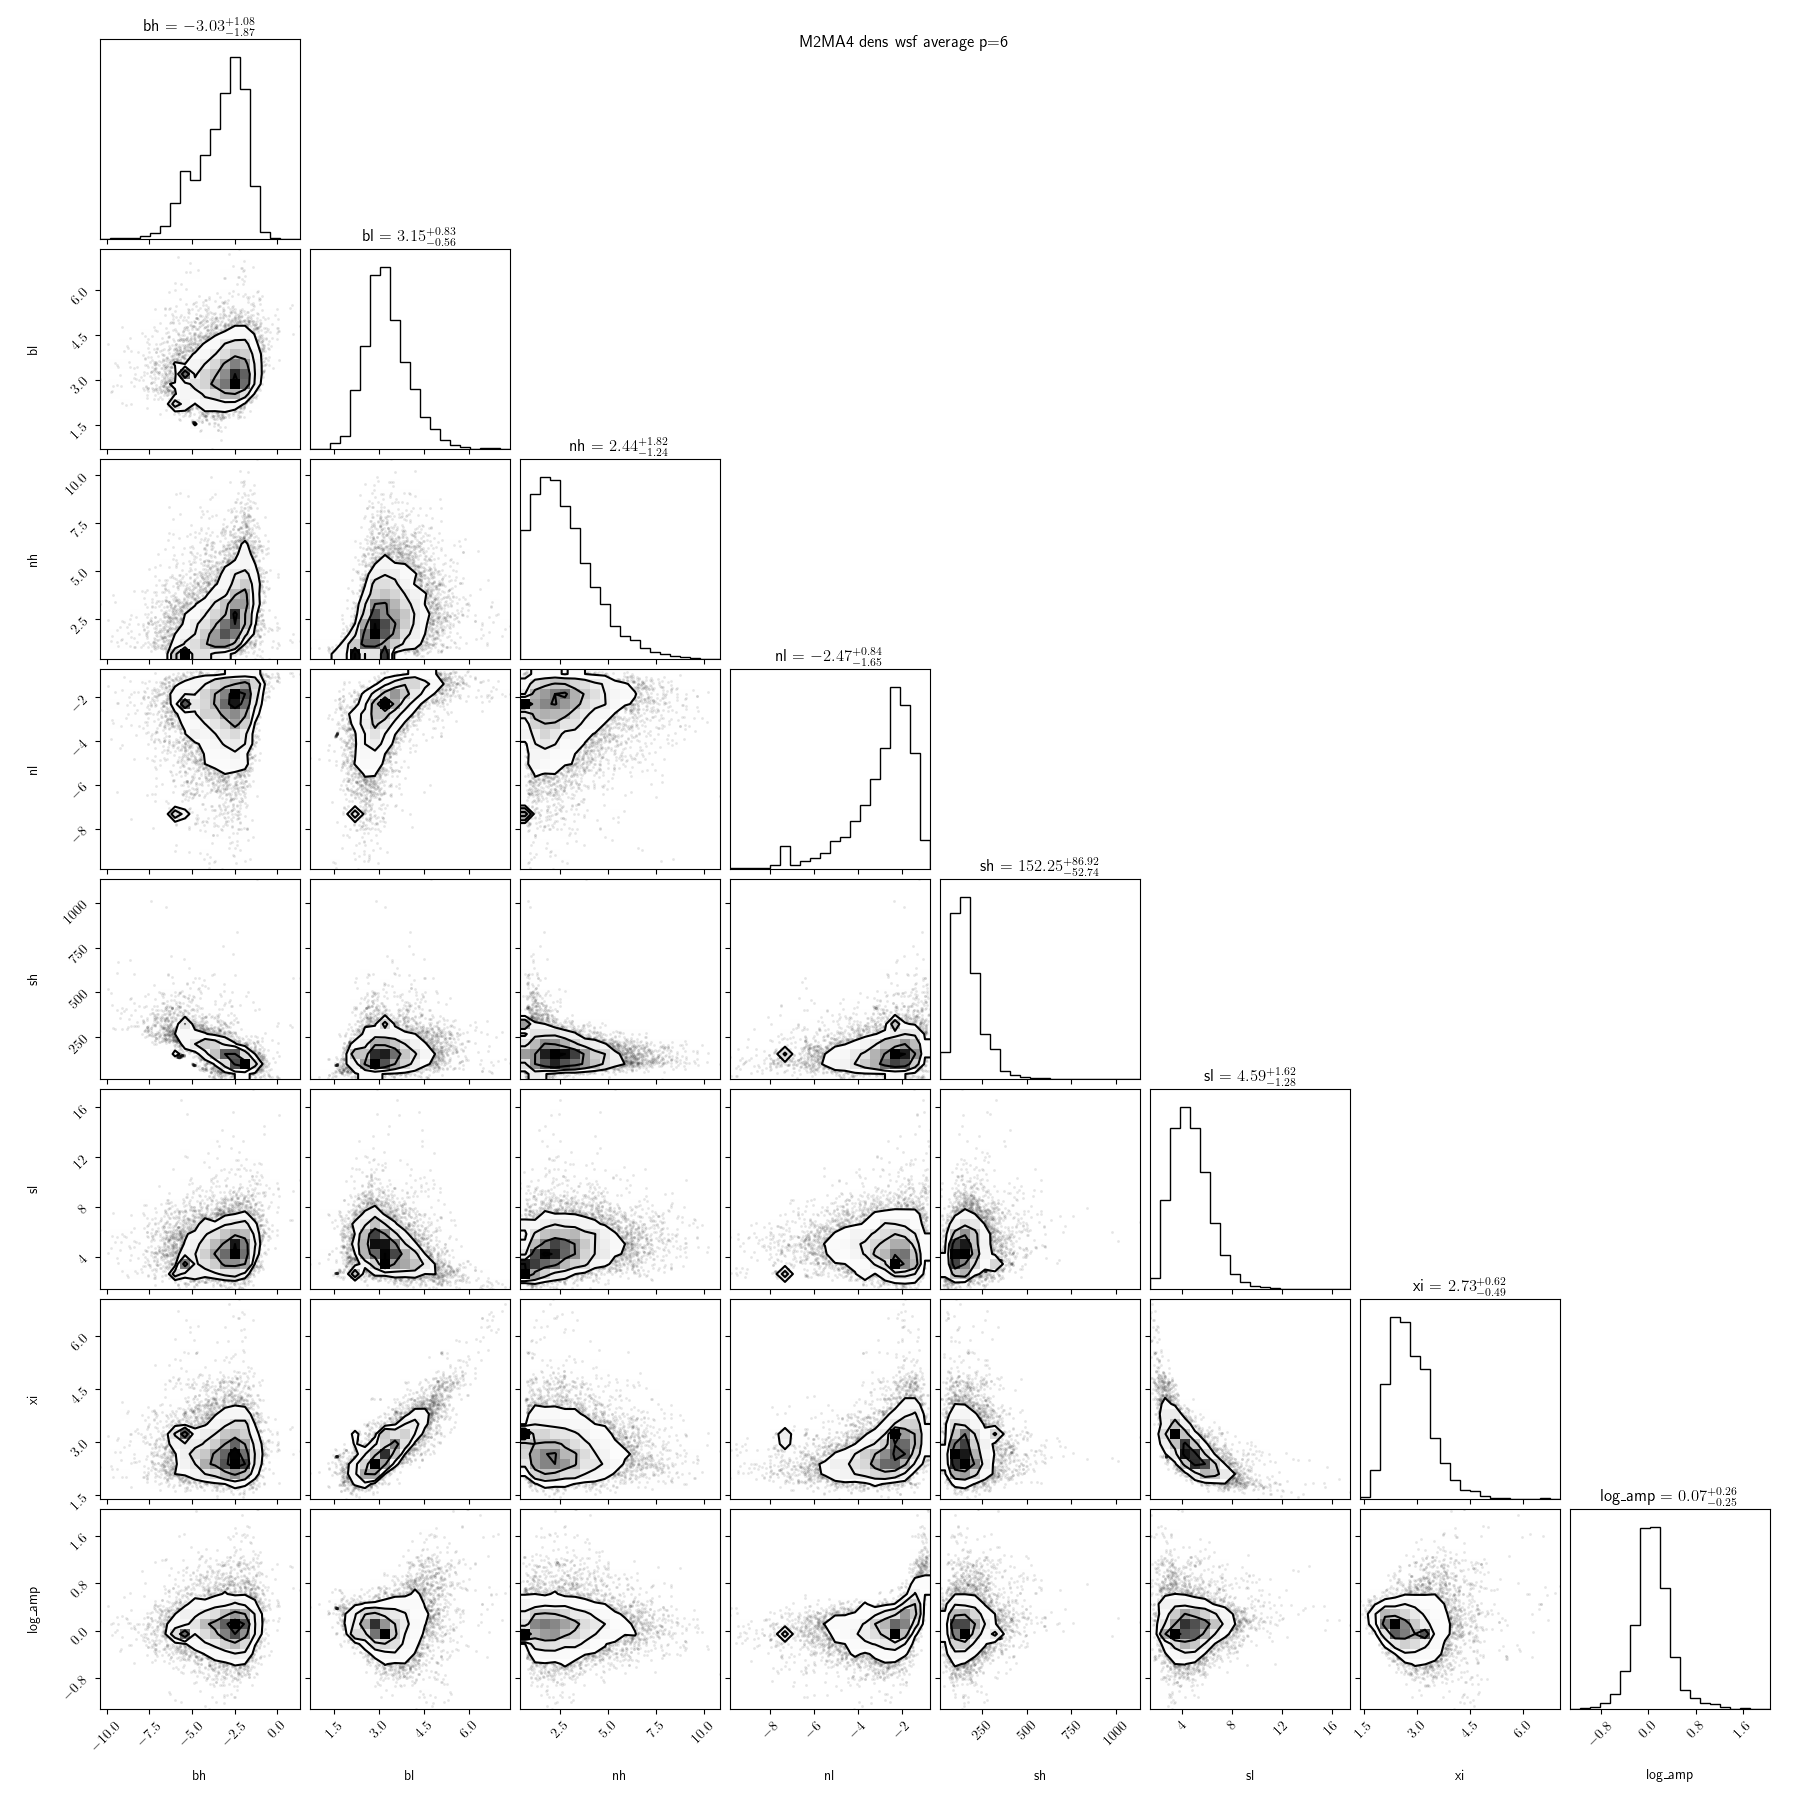 M2MA4 dens wsf average p=6
bh = −3.03+1.08−1.87
bl = 3.15+0.83−0.56
bl
6.0
4.5
3.0
1.5
nh = 2.44+1.82−1.24
nh
10.0
7.5
5.0
2.5
nl = −2.47+0.84−1.65
nl
−2
−4
−6
−8
sh = 152.25+86.92−52.74
sh
1000
750
500
250
sl = 4.59+1.62−1.28
sl
16
12
8
4
xi = 2.73+0.62−0.49
xi
6.0
4.5
3.0
1.5
log_amp = 0.07+0.26−0.25
log_amp
1.6
0.8
0.0
−0.8
−10.0 −7.5 −5.0 −2.5 0.0 1.5 3.0 4.5 6.0 2.5 5.0 7.5 10.0 −8 −6 −4 −2 250 500 750 1000 4 8 12 16 1.5 3.0 4.5 6.0 −0.8 0.0 0.8 1.6
bh bl nh nl sh sl xi log_amp